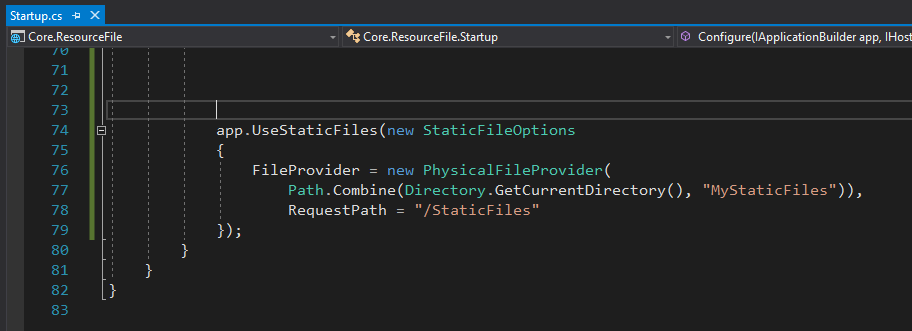 Startup.cs
Core.ResourceFile Core.ResourceFile.Startup Configure(IApplicationBuilder app, IHost
70
71
72
73
74 app.UseStaticFiles(new StaticFileOptions
75 {
76 FileProvider = new PhysicalFileProvider(
77 Path.Combine(Directory.GetCurrentDirectory(), "MyStaticFiles")),
78 RequestPath = "/StaticFiles"
79 });
80 }
81 }
82 }
83